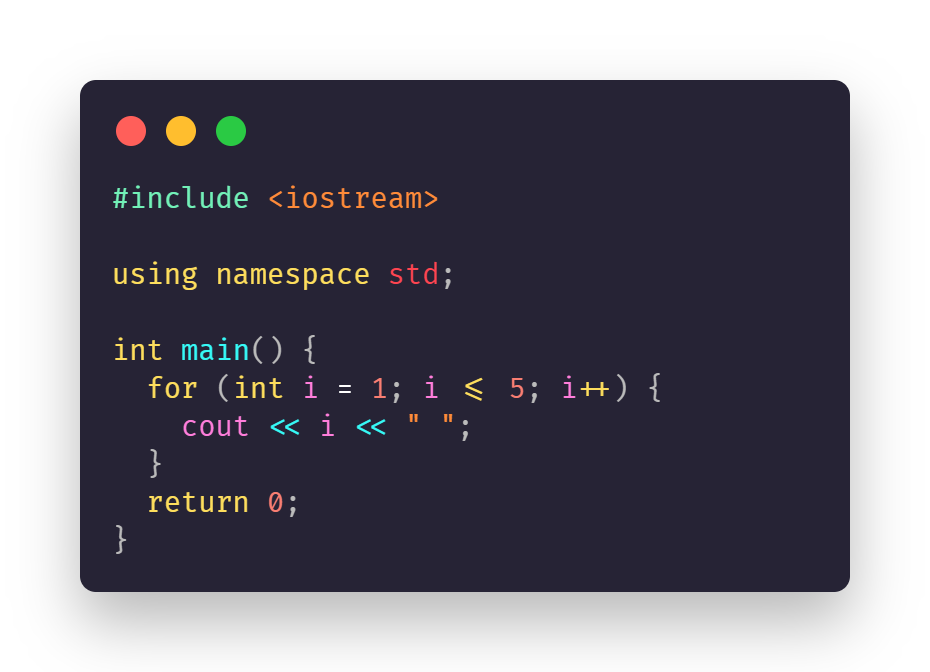 #include <iostream>

using namespace std;

int main() {
  for (int i = 1; i <= 5; i++) {
    cout << i << " ";
  }
  return 0;
}